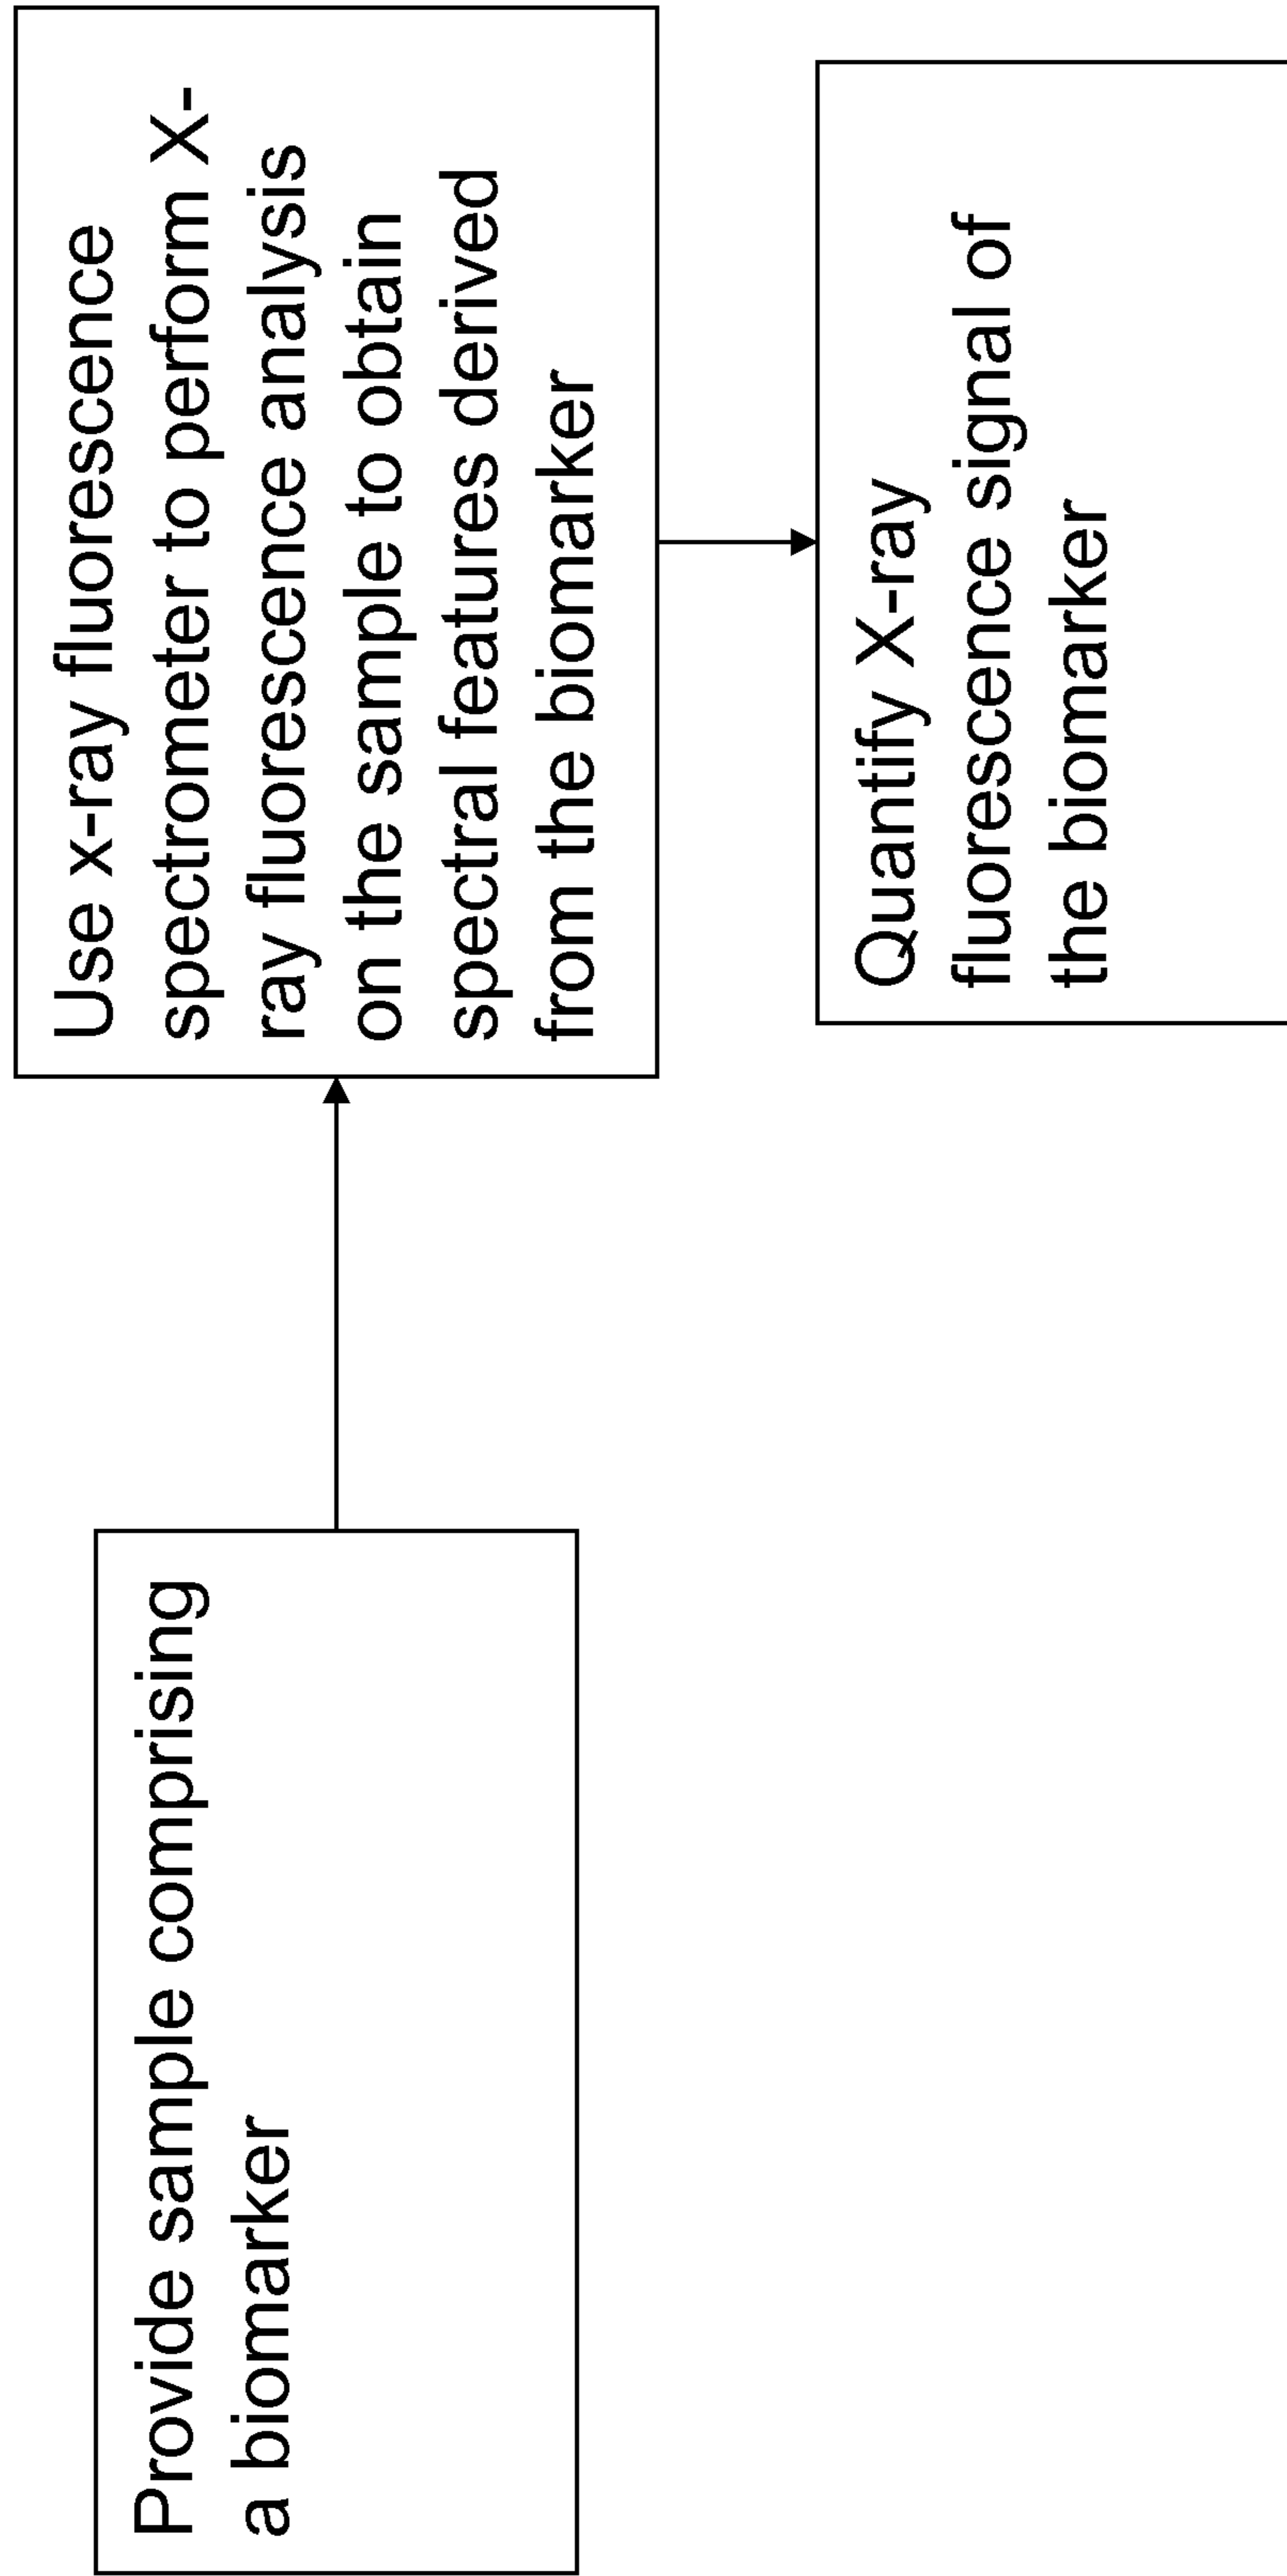 Provide sample comprising
a biomarker
Use x-ray fluorescence
spectrometer to perform X-
ray fluorescence analysis
on the sample to obtain
spectral features derived
from the biomarker
Quantify X-ray
fluorescence signal of
the biomarker